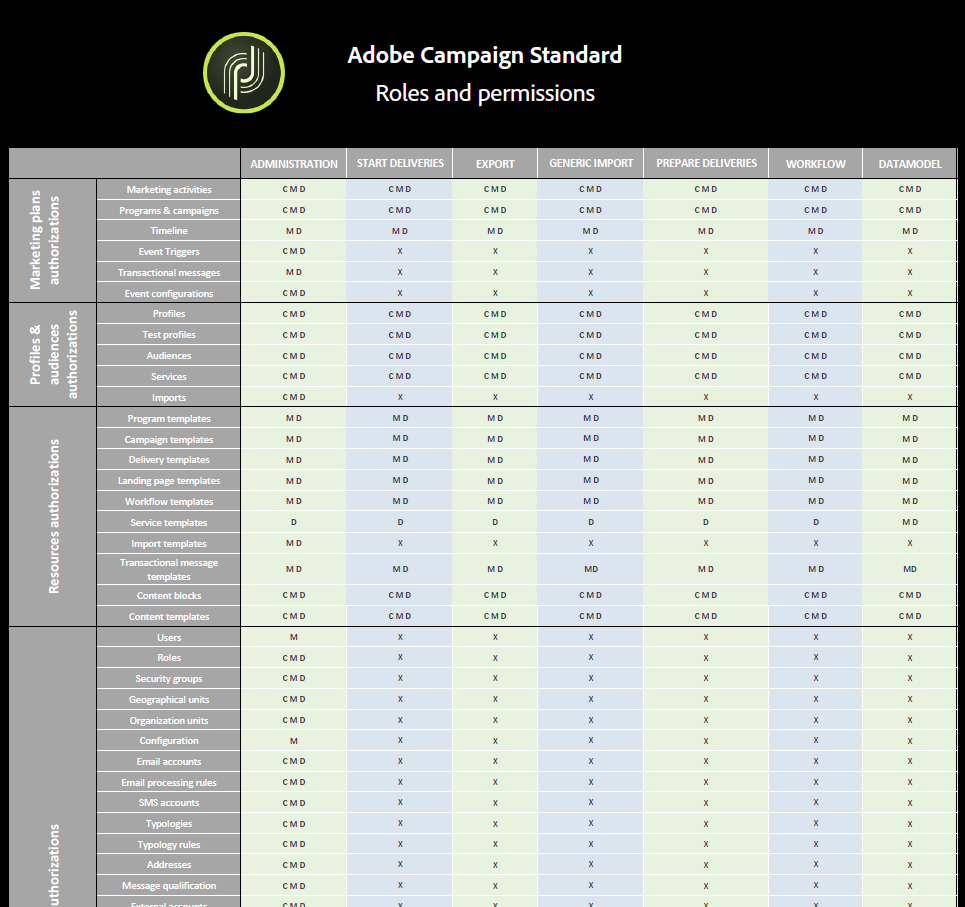 Adobe Campaign Standard
Roles and permissions
ADMINISTRATION START DELIVERIES EXPORT GENERIC IMPORT PREPARE DELIVERIES WORKFLOW DATAMODEL
Marketing plans
authorizations
Marketing activities C M D C M D C M D C M D C M D C M D C M D
Programs & campaigns C M D C M D C M D C M D C M D C M D C M D
Timeline M D M D M D M D M D M D M D
Event Triggers C M D X X X X X X
Transactional messages M D X X X X X X
Event configurations C M D X X X X X X
Profiles &
audiences
authorizations
Profiles C M D C M D C M D C M D C M D C M D C M D
Test profiles C M D C M D C M D C M D C M D C M D C M D
Audiences C M D C M D C M D C M D C M D C M D C M D
Services C M D C M D C M D C M D C M D C M D C M D
Imports C M D X X X X X X
Resources authorizations
Program templates M D M D M D M D M D M D M D
Campaign templates M D M D M D M D M D M D M D
Delivery templates M D M D M D M D M D M D M D
Landing page templates M D M D M D M D M D M D M D
Workflow templates M D M D M D M D M D M D M D
Service templates D D D D D D M D
Import templates M D X X X X X X
Transactional message
templates M D M D M D MD M D M D MD
Content blocks C M D C M D C M D C M D C M D C M D C M D
Content templates C M D C M D C M D C M D C M D C M D C M D
Users M X X X X X X
Roles C M D X X X X X X
Security groups C M D X X X X X X
Geographical units C M D X X X X X X
Organization units C M D X X X X X X
Configuration M X X X X X X
Email accounts C M D X X X X X X
Email processing rules C M D X X X X X X
SMS accounts C M D X X X X X X
Typologies C M D X X X X X X
Typology rules C M D X X X X X X
Addresses C M D X X X X X X
Message qualification C M D X X X X X X
External accounts C M D X X X X X X